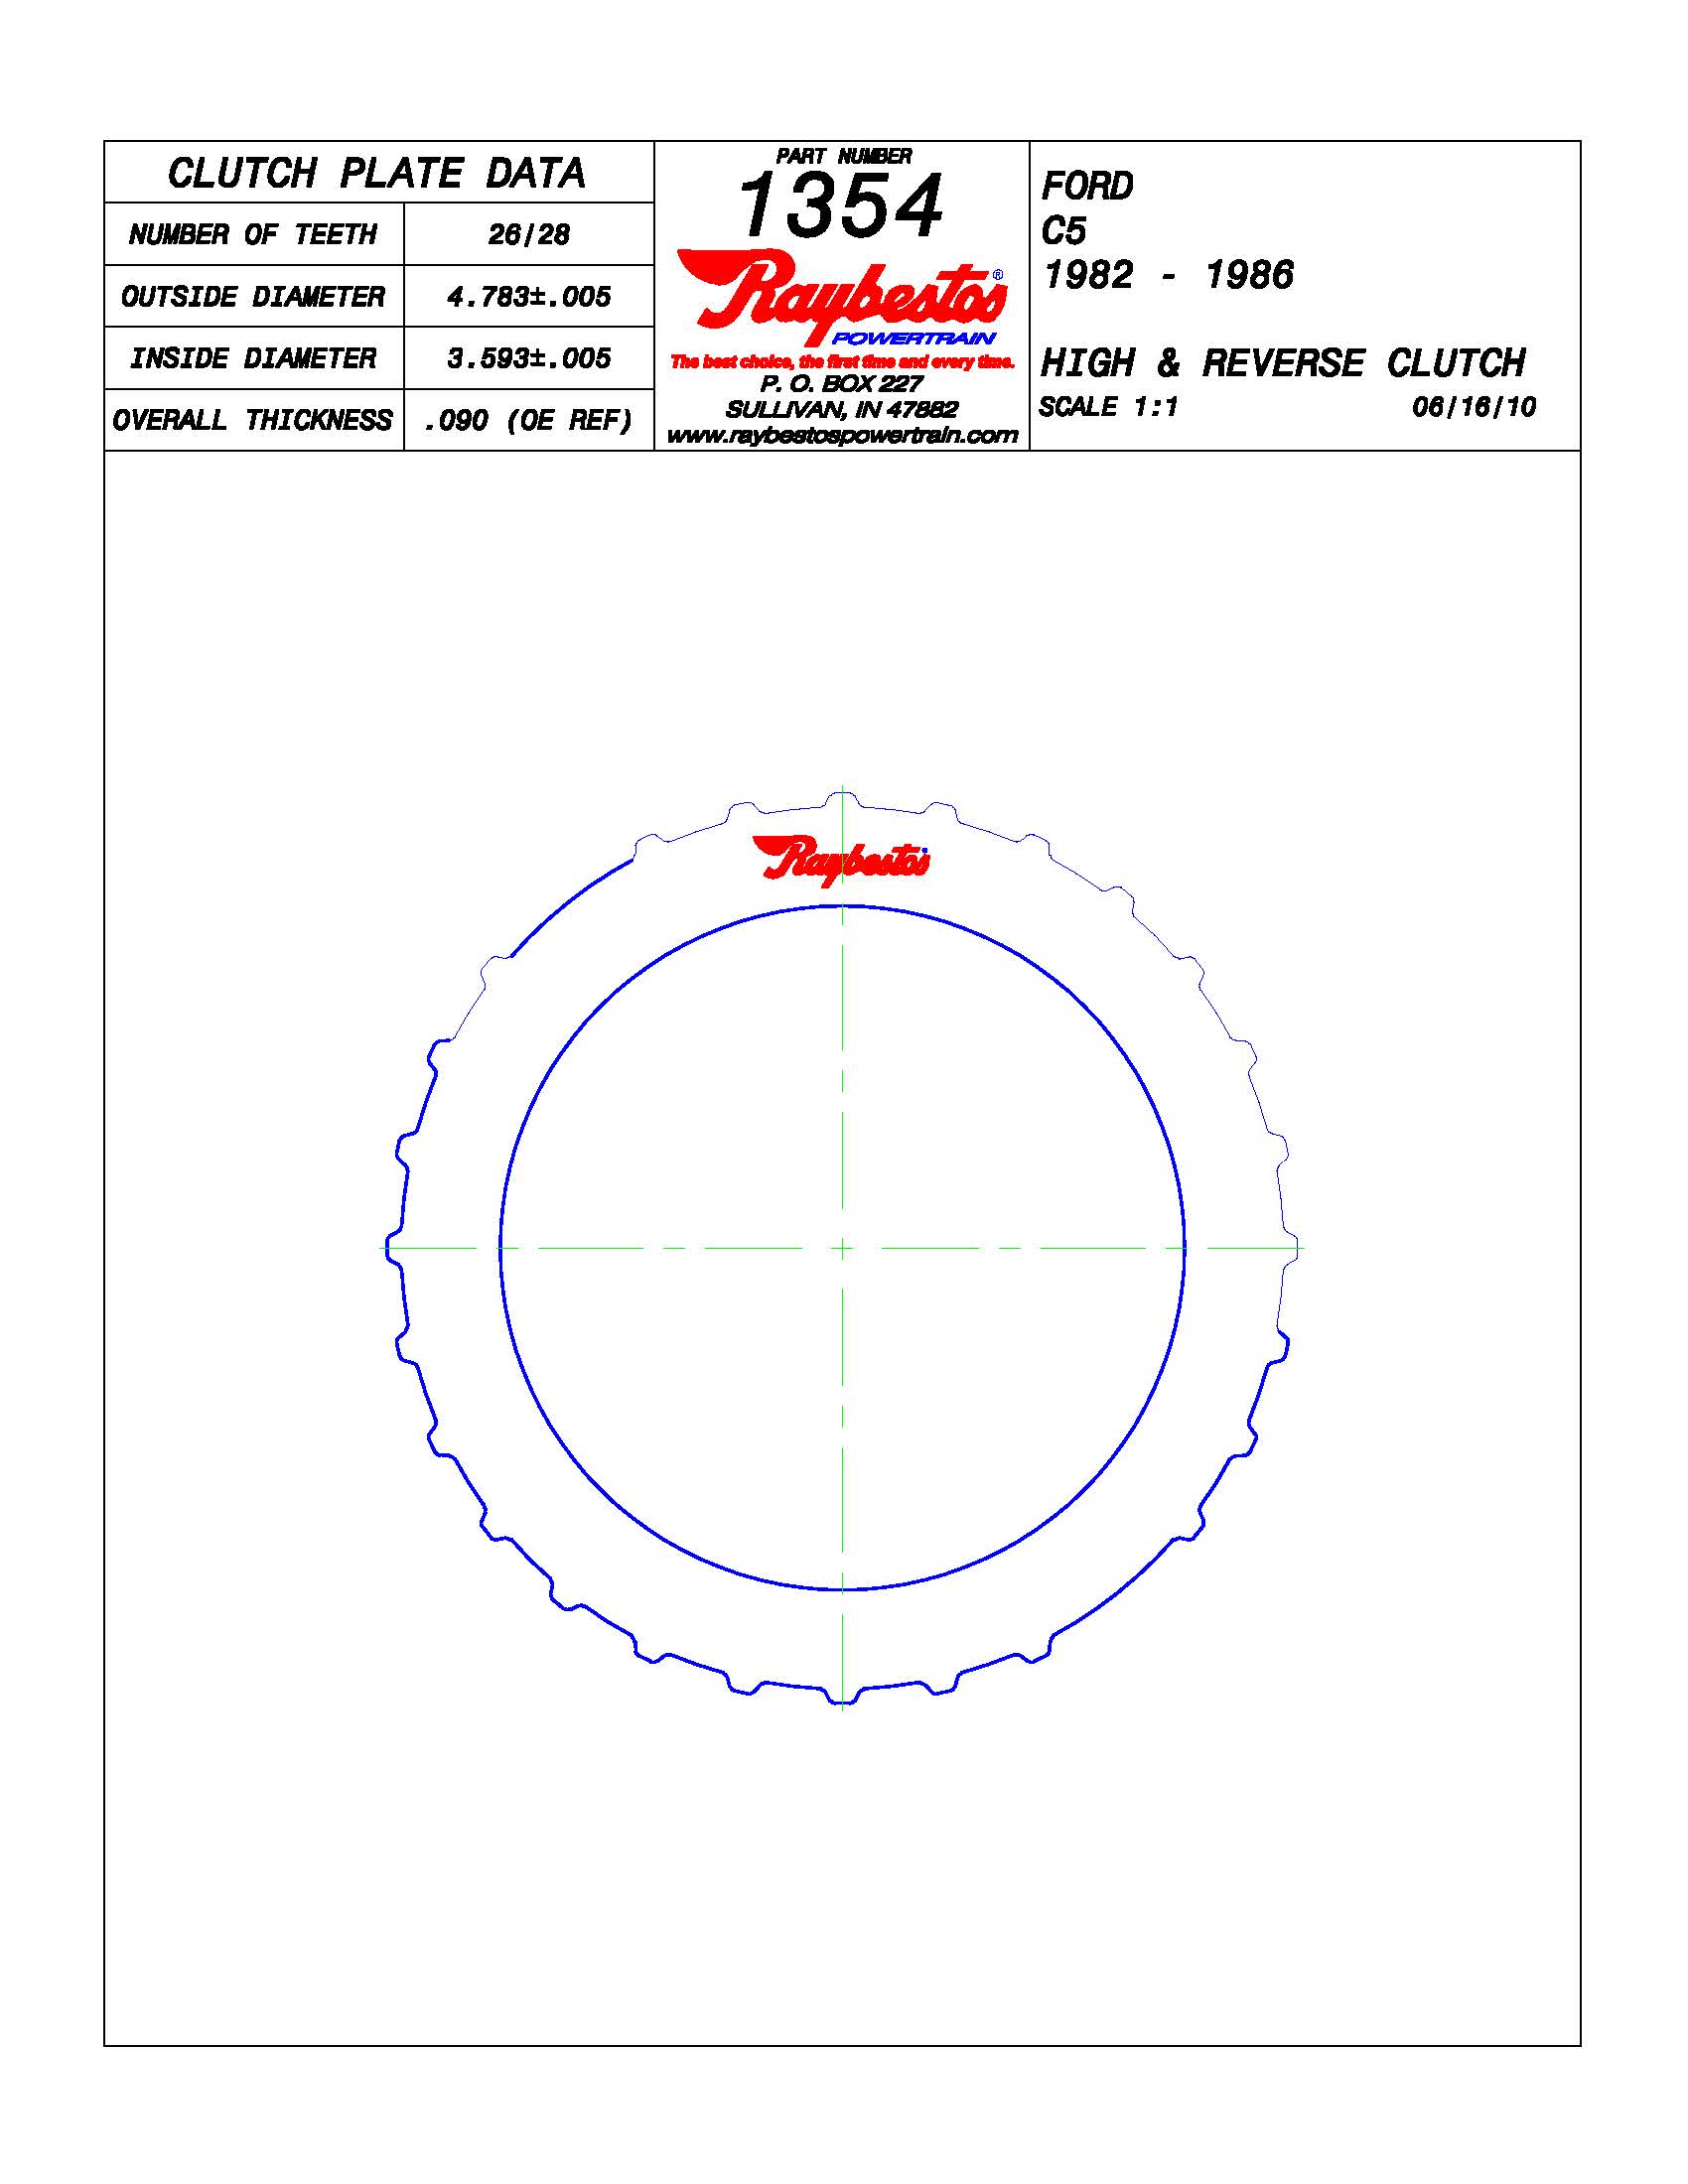 CLUTCH PLATE DATA
NUMBER OF TEETH 26/28
OUTSIDE DIAMETER 4.783±.005
INSIDE DIAMETER 3.593±.005
OVERALL THICKNESS .090 (OE REF)
PART NUMBER
1354
Raybestos®
POWERTRAIN
The best choice, the first time and every time.
P. O. BOX 227
SULLIVAN, IN 47882
www.raybestospowertrain.com
FORD
C5
1982 - 1986
HIGH & REVERSE CLUTCH
SCALE 1:1 06/16/10
Raybestos